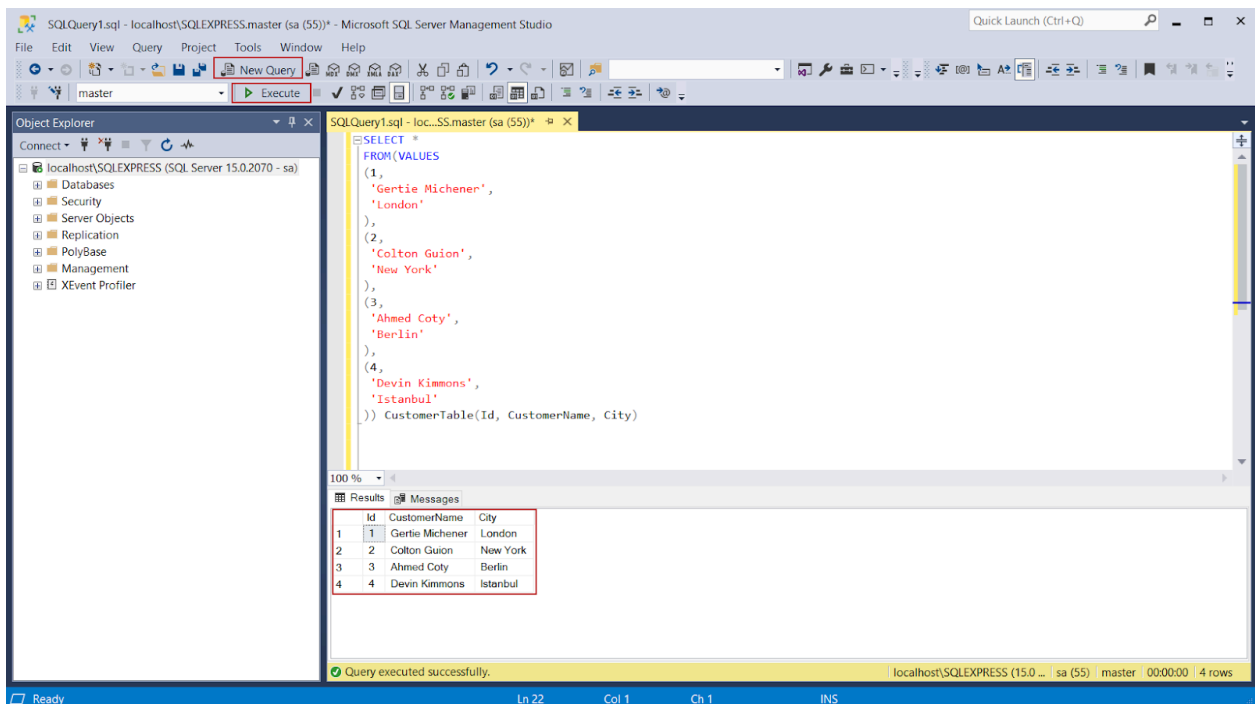 SQLQuery1.sql - localhost\SQLEXPRESS.master (sa (55))* - Microsoft SQL Server Management Studio
Quick Launch (Ctrl+Q)
File Edit View Query Project Tools Window Help
New Query
master
Execute
Object Explorer
Connect
localhost\SQLEXPRESS (SQL Server 15.0.2070 - sa)
Databases
Security
Server Objects
Replication
PolyBase
Management
XEvent Profiler
SQLQuery1.sql - loc...SS.master (sa (55))*
SELECT *
FROM(VALUES
(1,
'Gertie Michener',
'London'
),
(2,
'Colton Guion',
'New York'
),
(3,
'Ahmed Coty',
'Berlin'
),
(4,
'Devin Kimmons',
'Istanbul'
)) CustomerTable(Id, CustomerName, City)
100 %
Results Messages
Id CustomerName City
1 1 Gertie Michener London
2 2 Colton Guion New York
3 3 Ahmed Coty Berlin
4 4 Devin Kimmons Istanbul
Query executed successfully.
localhost\SQLEXPRESS (15.0 ... sa (55) master 00:00:00 4 rows
Ready Ln 22 Col 1 Ch 1 INS